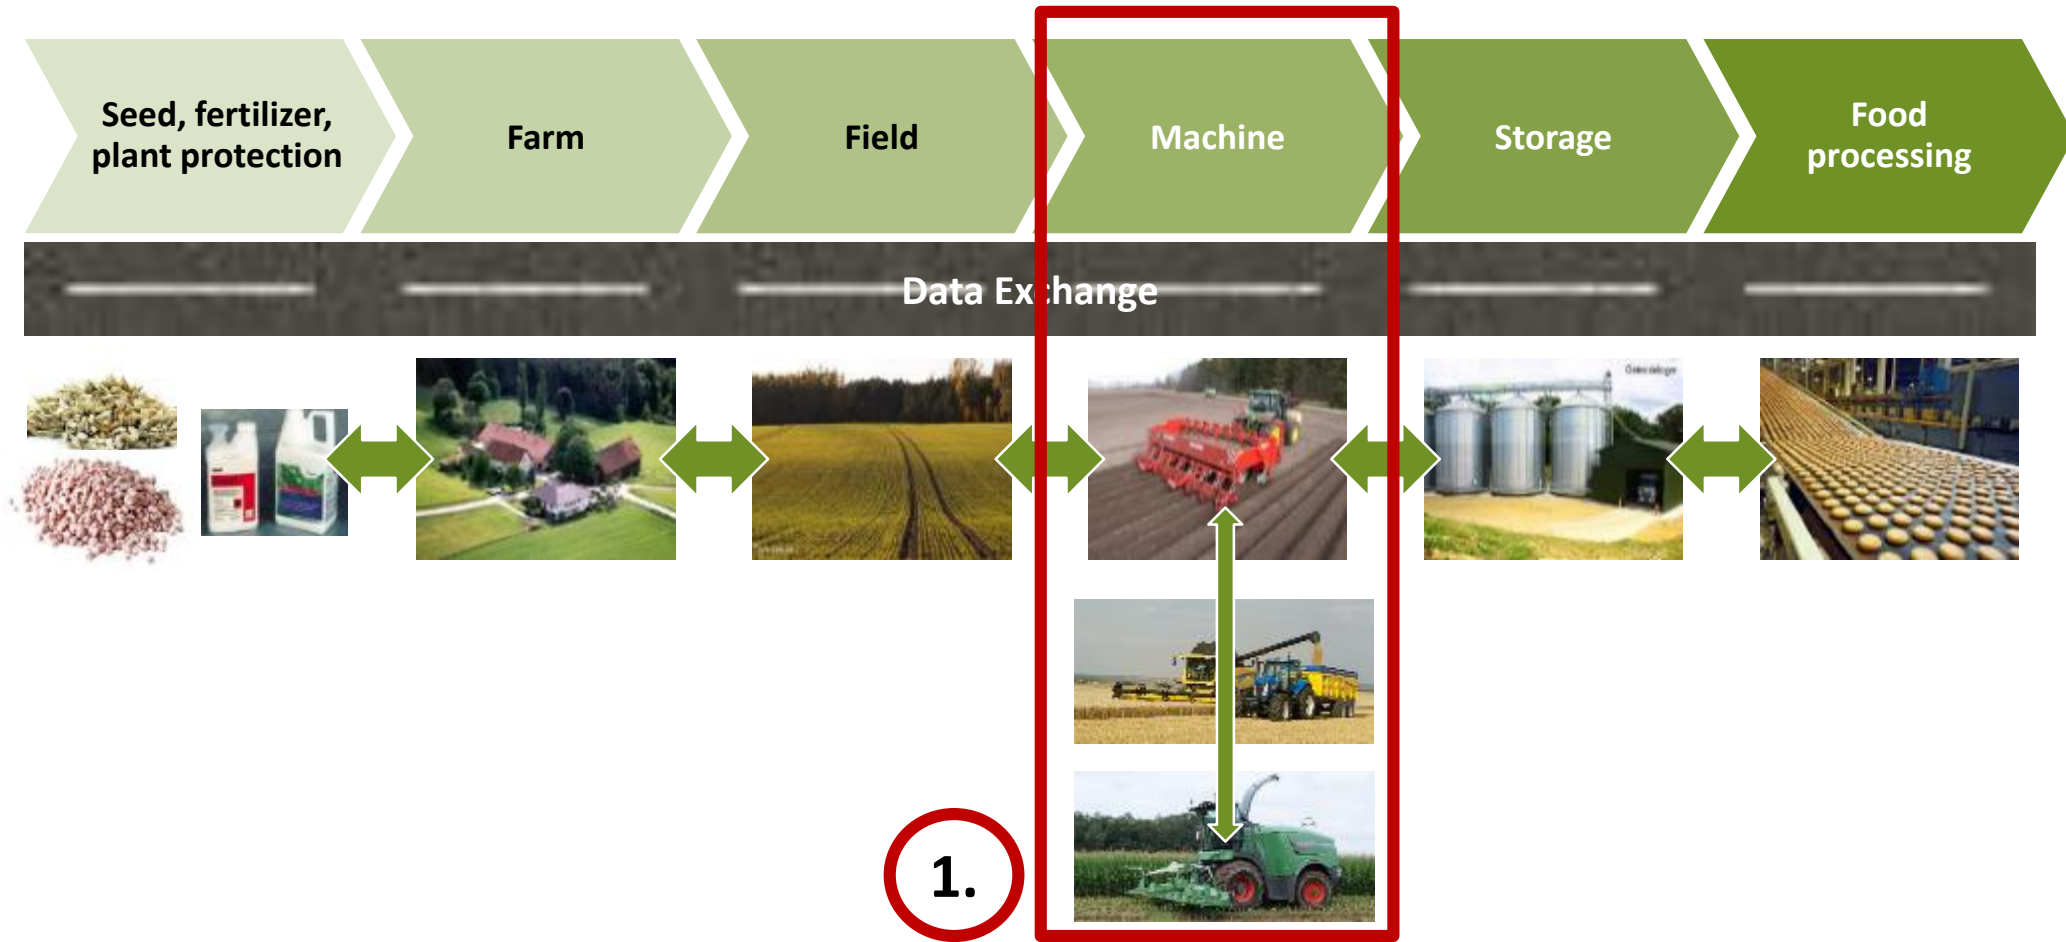 Seed, fertilizer,
plant protection
Farm
Field
Machine
Storage
Food
processing
Data Exchange
1.